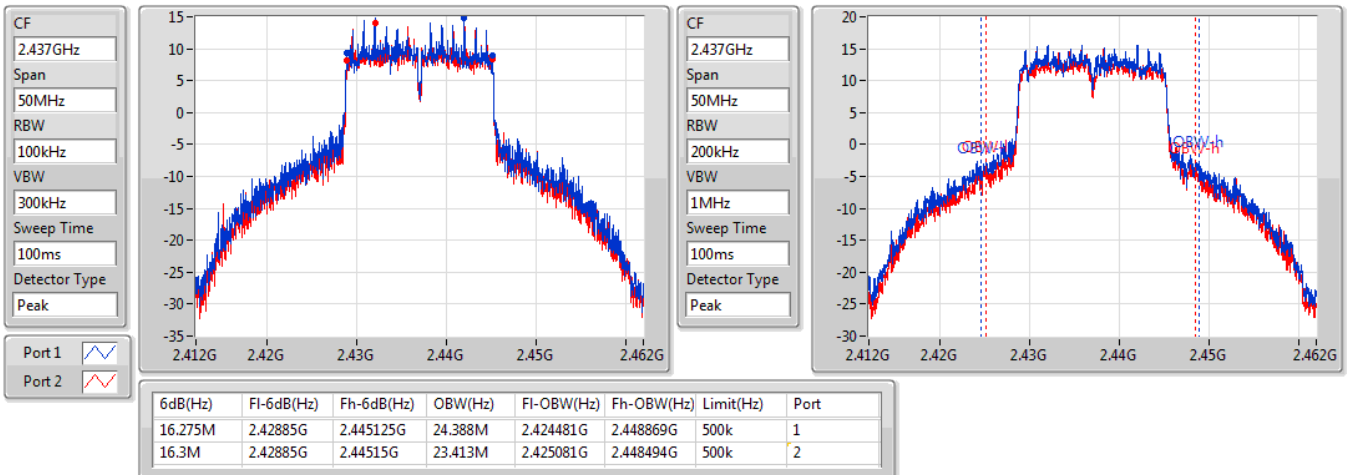 CF
2.437GHz
Span
50MHz
RBW
100kHz
VBW
300kHz
Sweep Time
100ms
Detector Type
Peak
Port 1
Port 2
15
10
5
0
-5
-10
-15
-20
-25
-30
-35
2.412G 2.42G 2.43G 2.44G 2.45G 2.462G
CF
2.437GHz
Span
50MHz
RBW
200kHz
VBW
1MHz
Sweep Time
100ms
Detector Type
Peak
20
15
10
5
0
-5
-10
-15
-20
-25
-30
OBW-h
OBW-h
2.412G 2.42G 2.43G 2.44G 2.45G 2.462G
6dB(Hz) Fl-6dB(Hz) Fh-6dB(Hz) OBW(Hz) Fl-OBW(Hz) Fh-OBW(Hz) Limit(Hz) Port
16.275M 2.42885G 2.445125G 24.388M 2.424481G 2.448869G 500k 1
16.3M 2.42885G 2.44515G 23.413M 2.425081G 2.448494G 500k 2